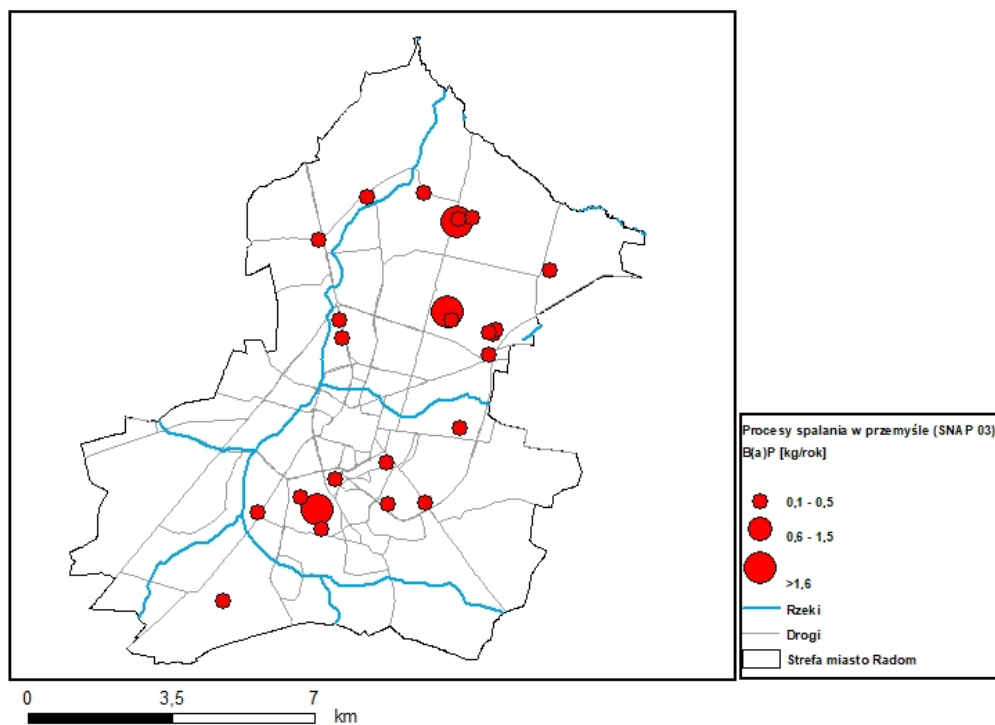 Procesy spalania w przemyśle (SNAP 03)
B(a)P [kg/rok]
0,1 - 0,5
0,6 - 1,5
>1,6
Rzeki
Drogi
Strefa miasto Radom
0 3,5 7
km